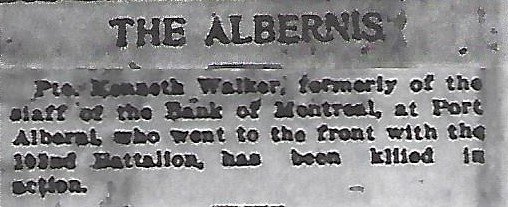 THE ALBERNIS
Pte. Kenneth Walker, formerly of the
staff of the Bank of Montreal, at Port
Alberni, who went to the front with the
102nd Battalion, has been killed in
action.